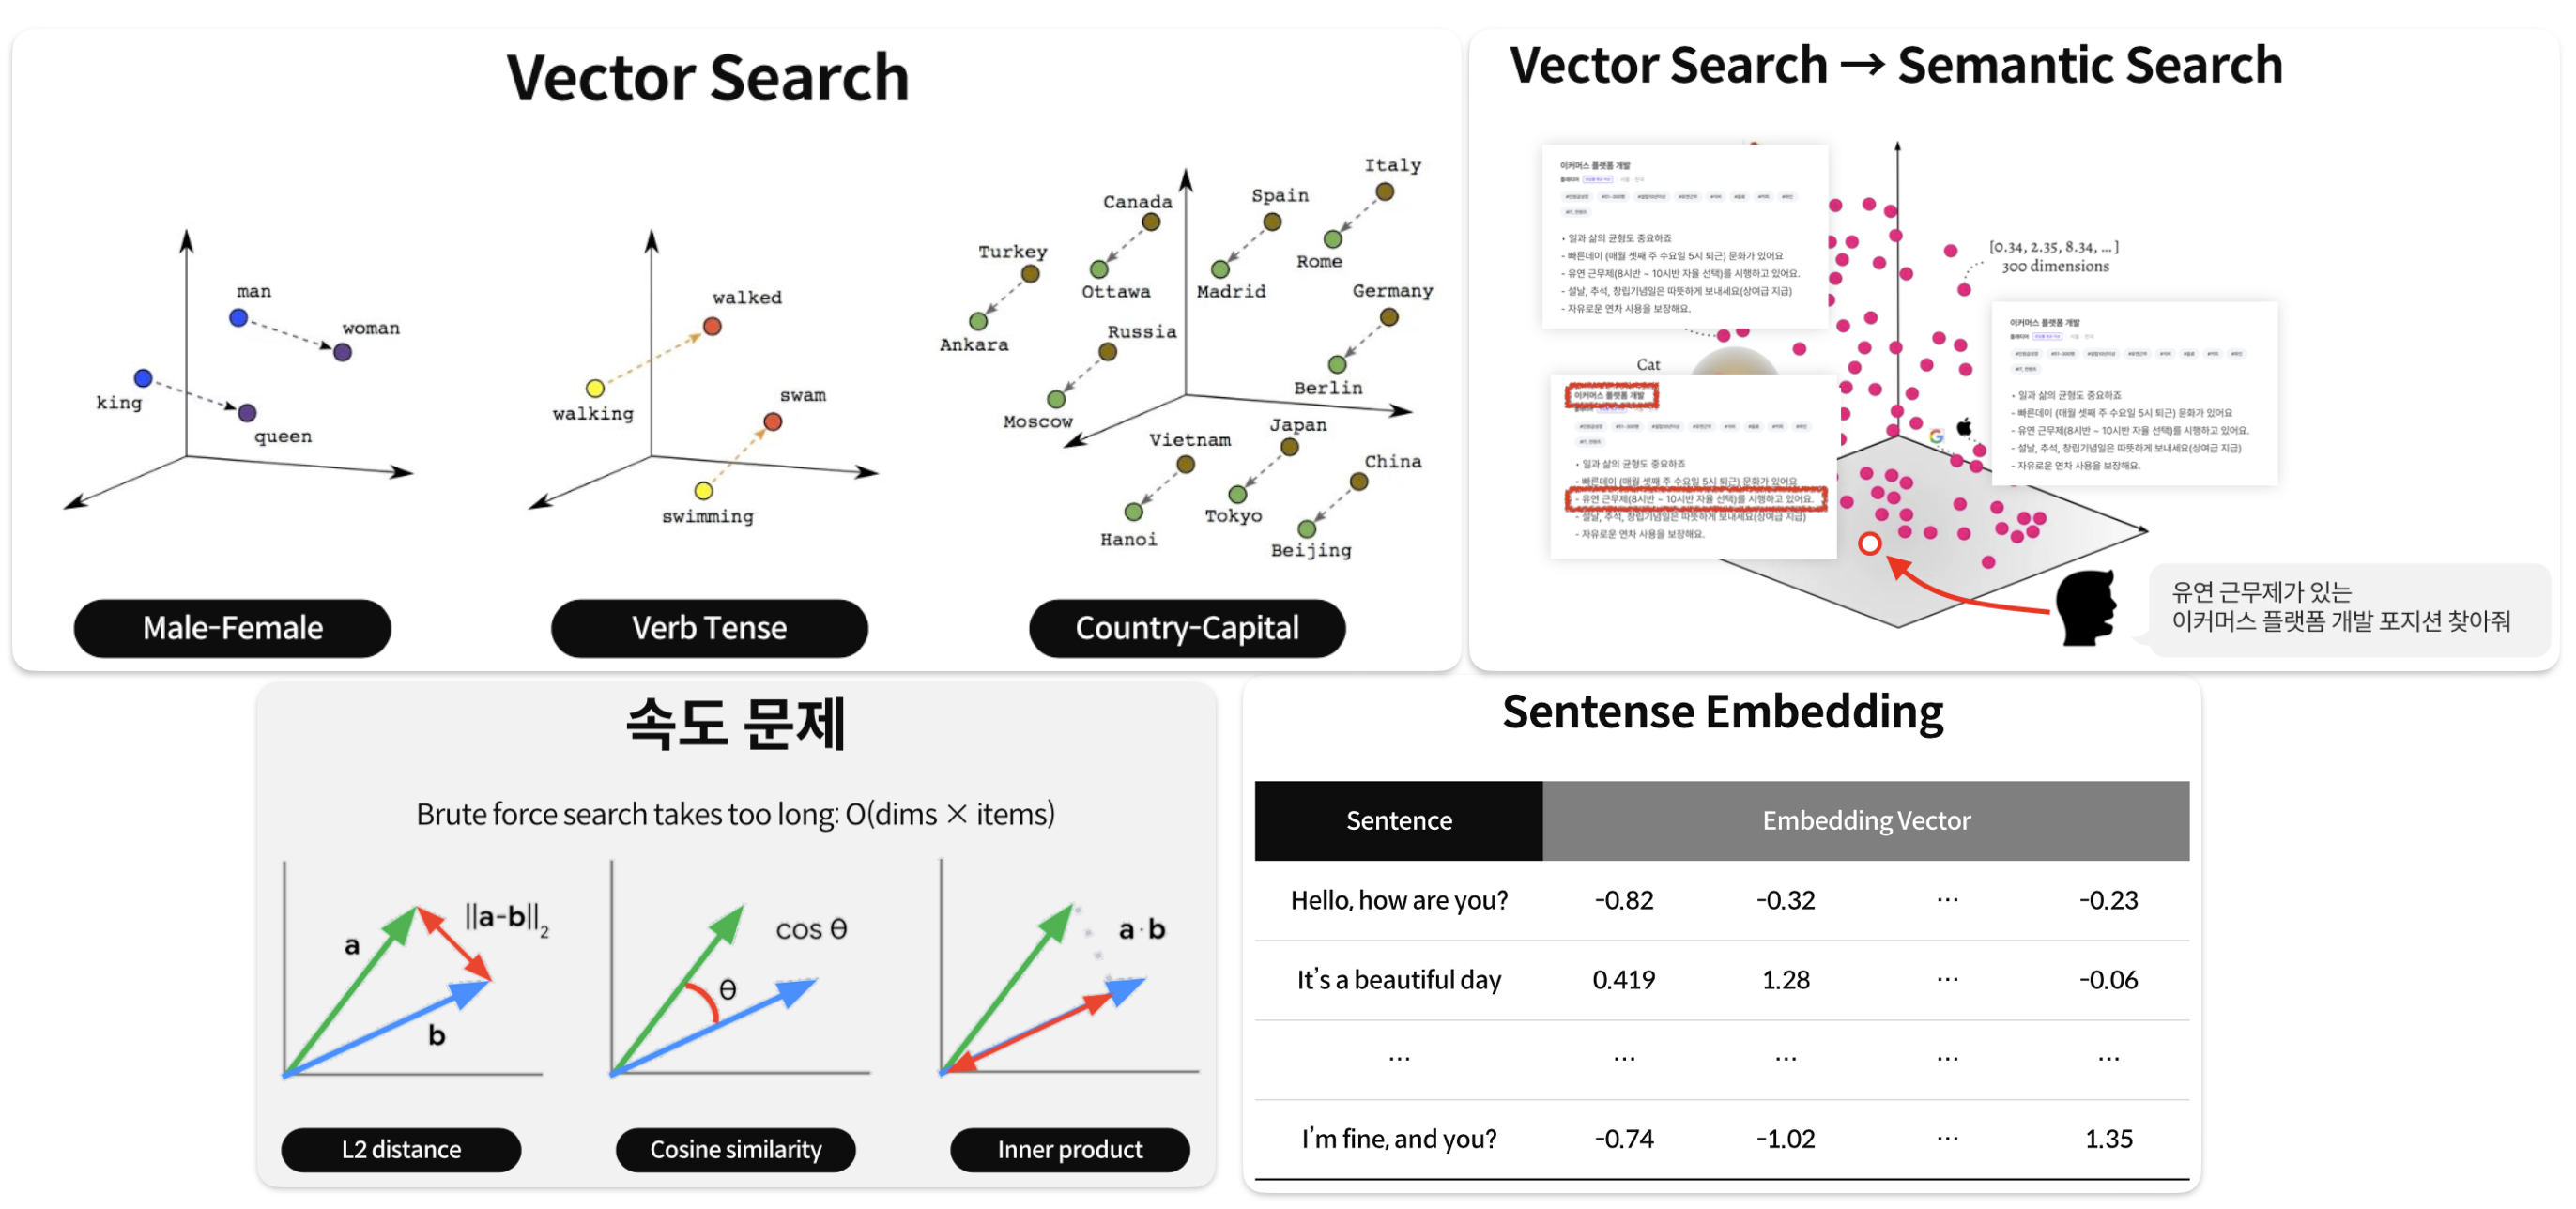 Vector Search
man
woman
king
queen
Male-Female
walked
walking
swam
swimming
Verb Tense
Italy
Canada
Spain
Turkey
Rome
Ottawa
Madrid
Germany
Ankara
Russia
Berlin
Moscow
Japan
Vietnam
China
Tokyo
Hanoi
Beijing
Country-Capital
Vector Search → Semantic Search
이커머스 플랫폼 개발
• 일과 삶의 균형도 중요하죠
- 빠른데이 (매월 셋째 주 수요일 5시 퇴근) 문화가 있어요
- 유연 근무제(8시반 ~ 10시반 자율 선택)를 시행하고 있어요.
- 설날, 추석, 창립기념일은 따뜻하게 보내세요(상여급 지급)
- 자유로운 연차 사용을 보장해요.
[0.34, 2.35, 8.34, ...]
300 dimensions
이커머스 플랫폼 개발
• 일과 삶의 균형도 중요하죠
- 빠른데이 (매월 셋째 주 수요일 5시 퇴근) 문화가 있어요
- 유연 근무제(8시반 ~ 10시반 자율 선택)를 시행하고 있어요.
- 설날, 추석, 창립기념일은 따뜻하게 보내세요(상여급 지급)
- 자유로운 연차 사용을 보장해요.
Cat
이커머스 플랫폼 개발
• 일과 삶의 균형도 중요하죠
- 빠른데이 (매월 셋째 주 수요일 5시 퇴근) 문화가 있어요
- 유연 근무제(8시반 ~ 10시반 자율 선택)를 시행하고 있어요.
- 설날, 추석, 창립기념일은 따뜻하게 보내세요(상여급 지급)
- 자유로운 연차 사용을 보장해요.
G
유연 근무제가 있는
이커머스 플랫폼 개발 포지션 찾아줘
속도 문제
Brute force search takes too long: O(dims × items)
a
||a-b||₂
b
L2 distance
cos θ
θ
Cosine similarity
a · b
Inner product
Sentense Embedding
Sentence Embedding Vector
Hello, how are you? -0.82 -0.32 ... -0.23
It's a beautiful day 0.419 1.28 ... -0.06
... ... ... ... ...
I'm fine, and you? -0.74 -1.02 ... 1.35